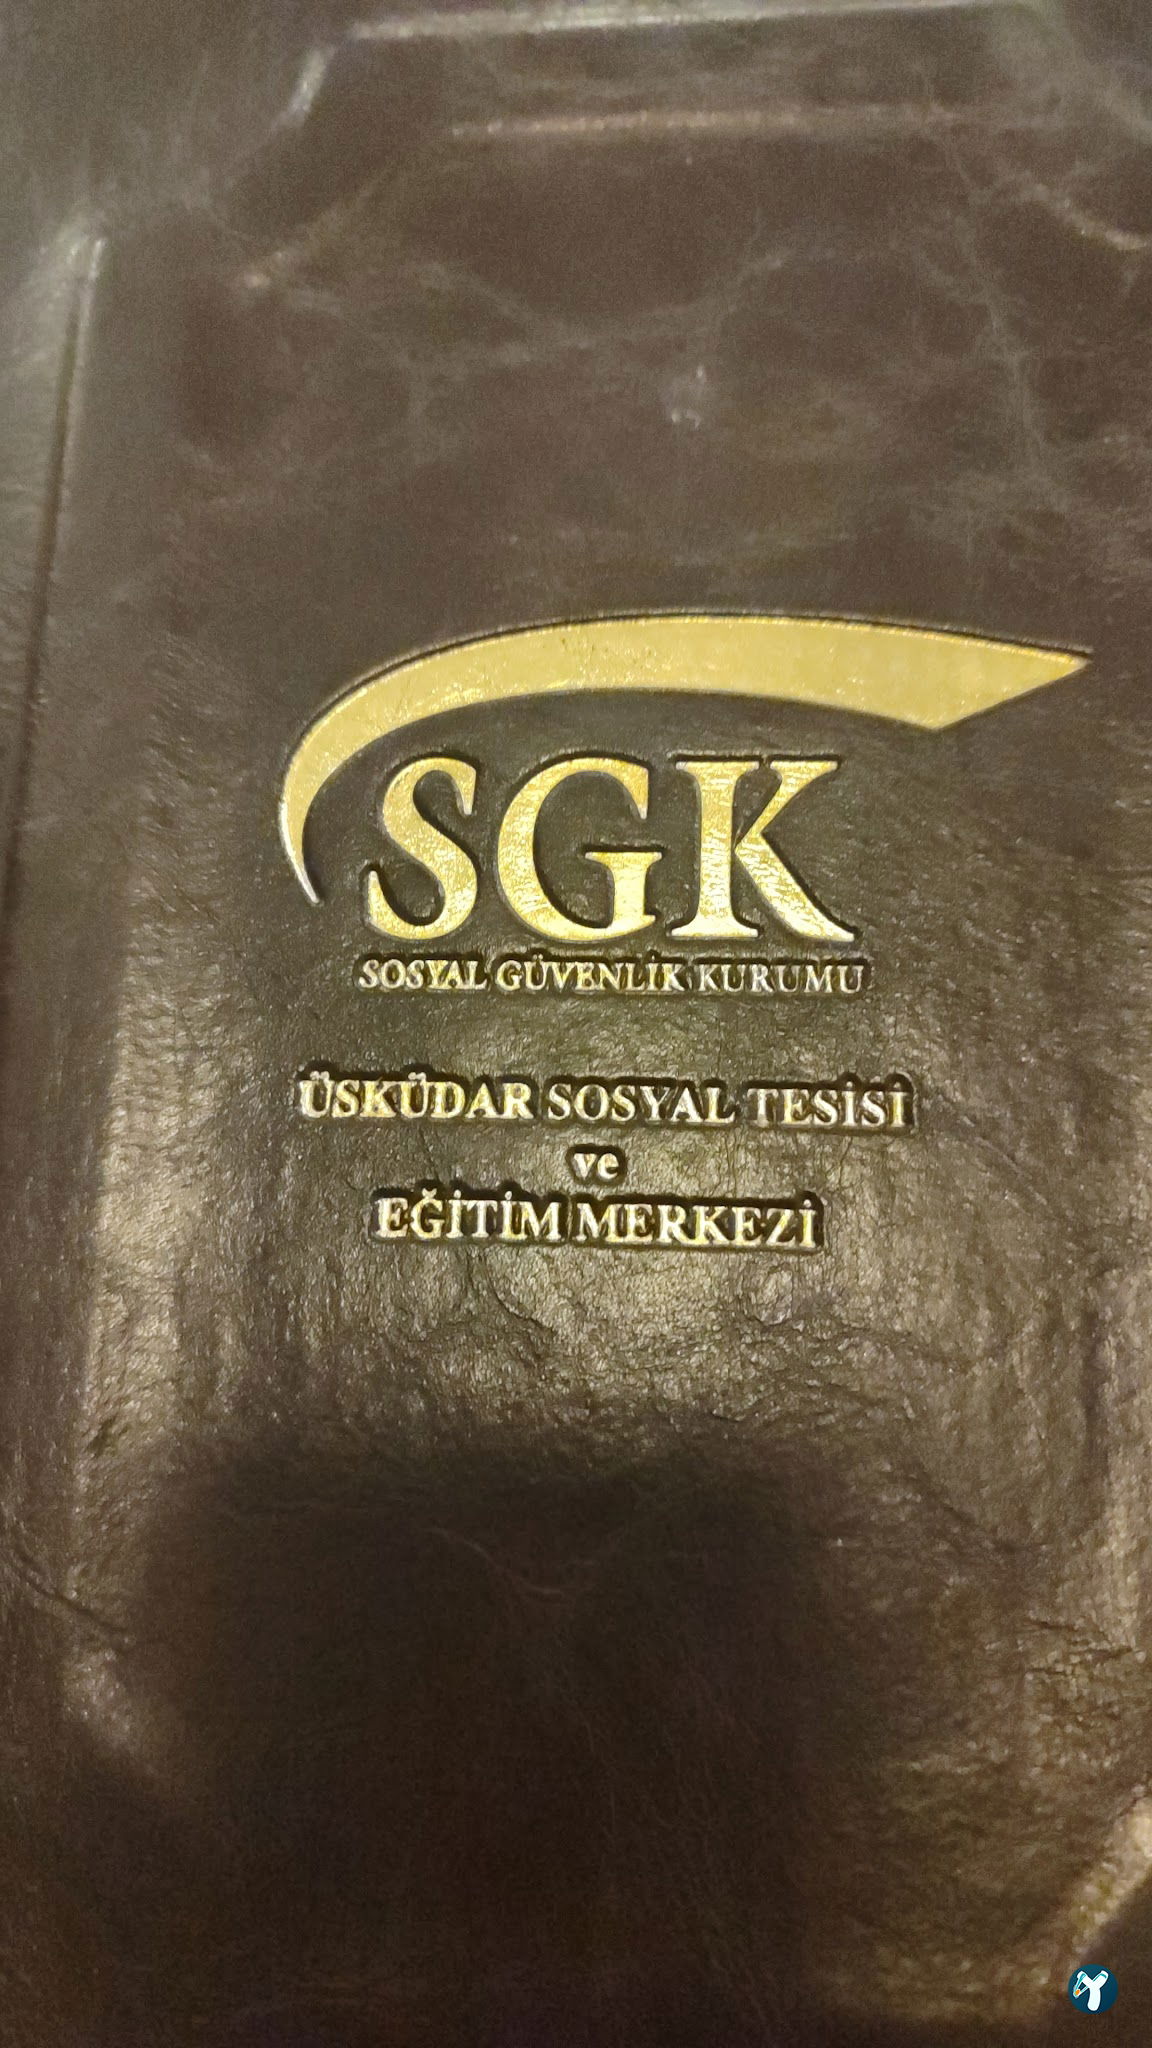 SGK
SOSYAL GÜVENLİK KURUMU
ÜSKÜDAR SOSYAL TESİSİ
ve
EĞİTİM MERKEZİ